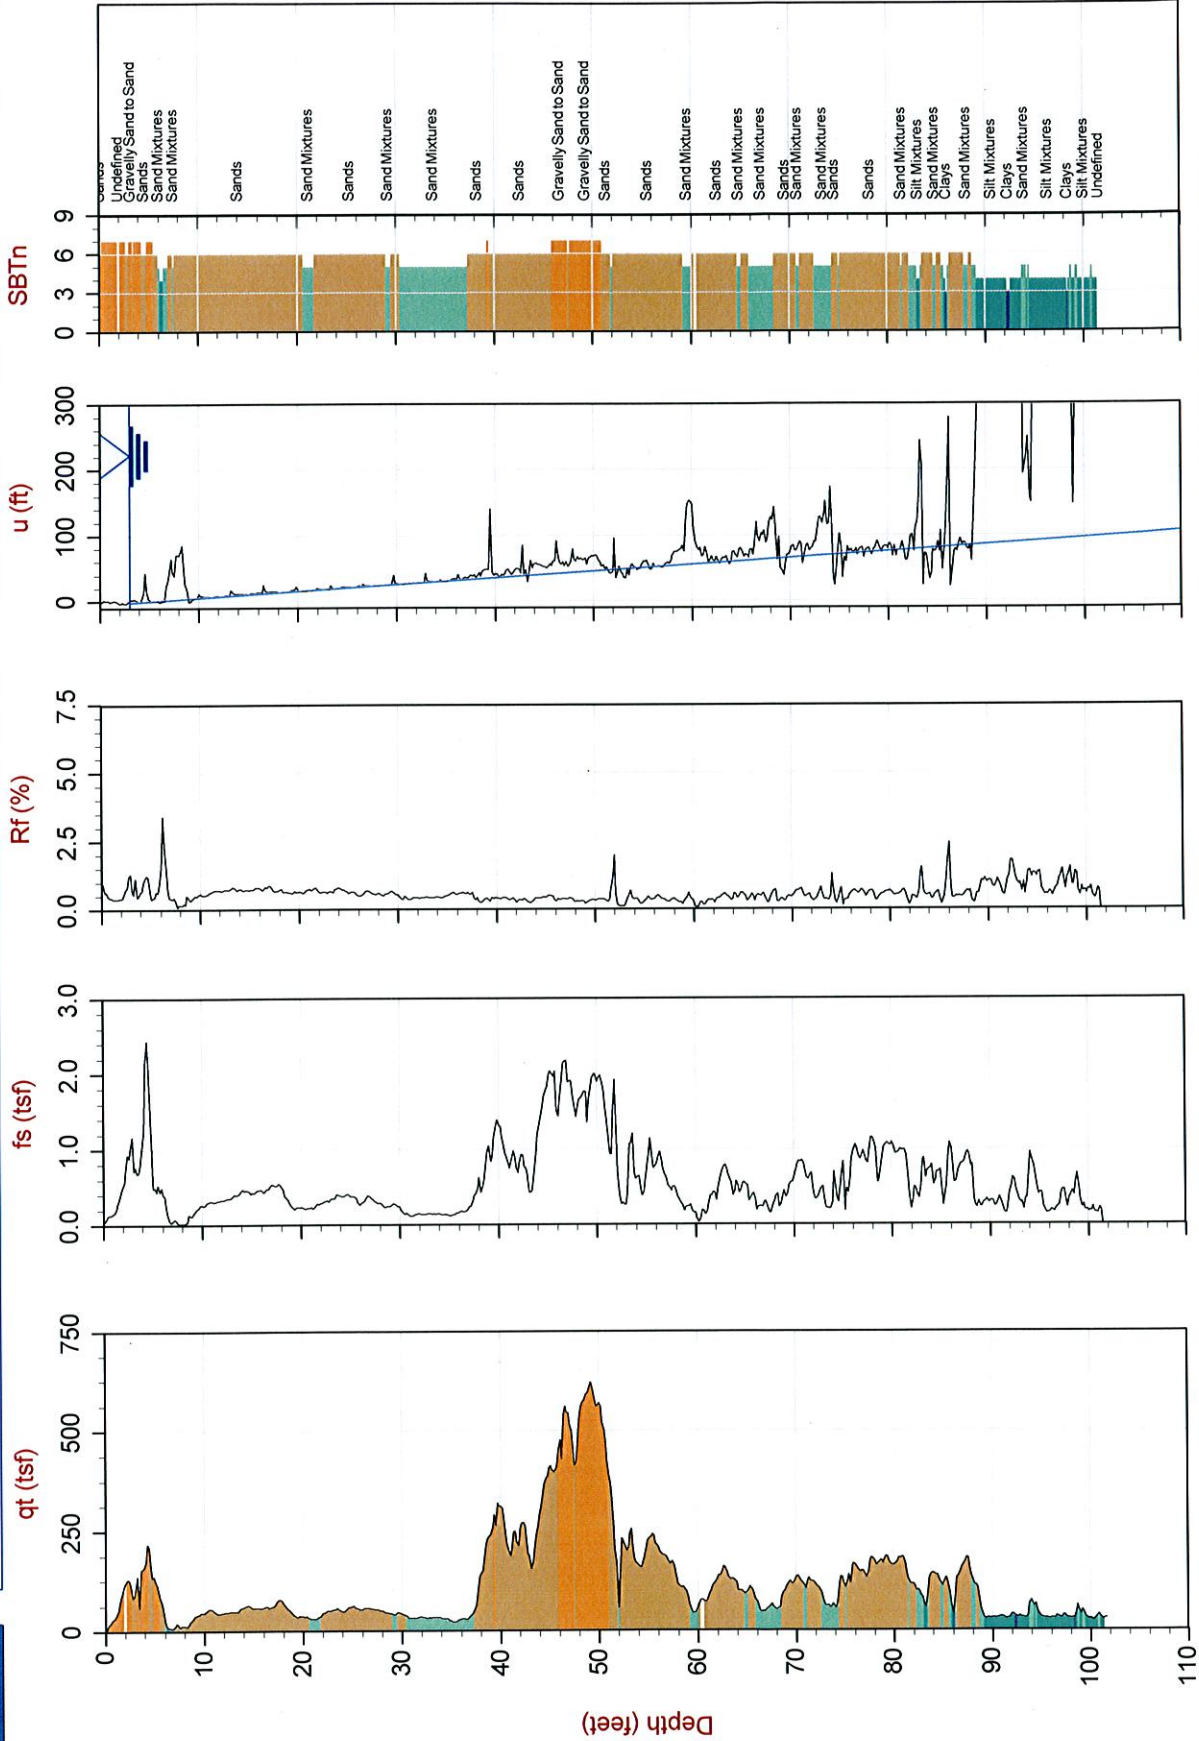 qt (tsf)
fs (tsf)
Rf (%)
u (ft)
SBTn
0
250
500
750
0.0
1.0
2.0
3.0
0.0
2.5
5.0
7.5
0
100
200
300
0
3
6
9
Depth (feet)
0
10
20
30
40
50
60
70
80
90
100
110
Sands
Undefined
Gravelly Sand to Sand
Sands
Sand Mixtures
Sand Mixtures
Sands
Sand Mixtures
Sands
Sand Mixtures
Sand Mixtures
Sands
Sands
Gravelly Sand to Sand
Gravelly Sand to Sand
Sands
Sands
Sand Mixtures
Sands
Sand Mixtures
Sand Mixtures
Sands
Sand Mixtures
Sand Mixtures
Sands
Sands
Sand Mixtures
Silt Mixtures
Sand Mixtures
Clays
Sand Mixtures
Silt Mixtures
Clays
Sand Mixtures
Silt Mixtures
Clays
Silt Mixtures
Undefined